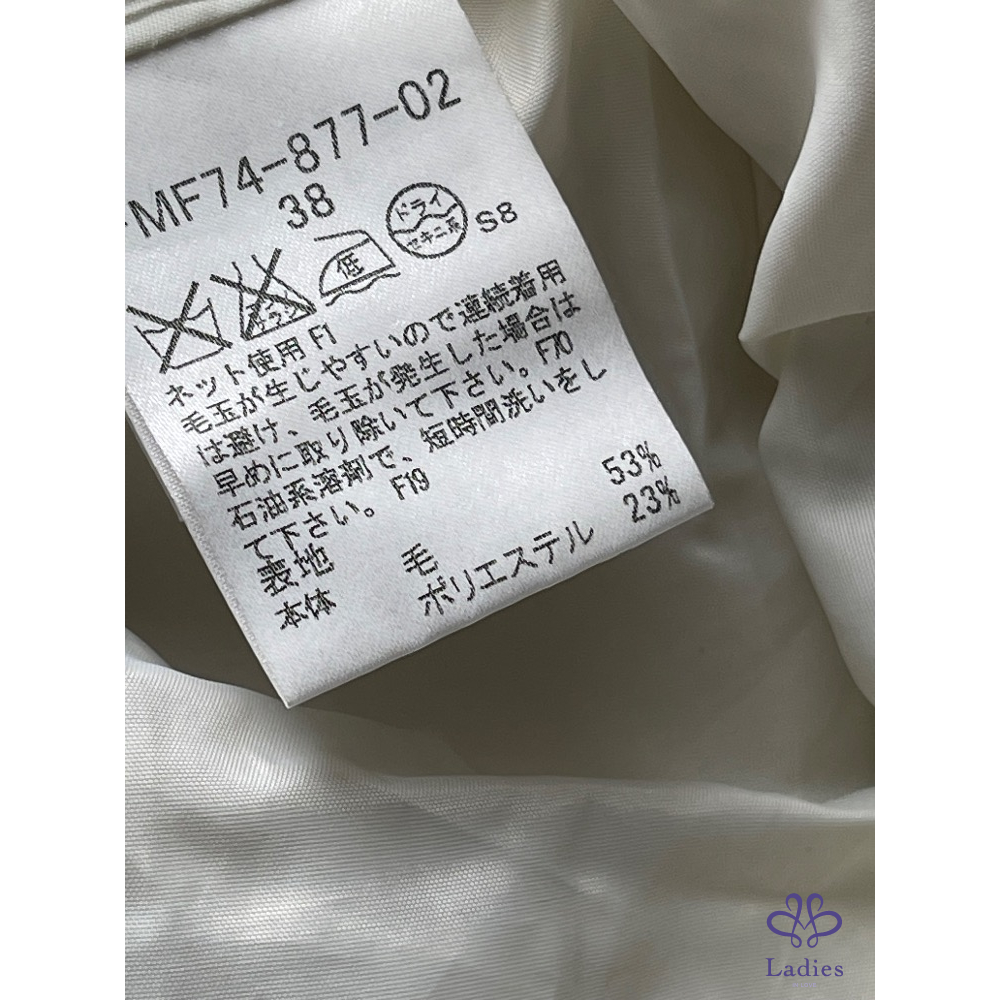 MF74-877-02
38
低
ドライ
セキユ系
S8
ネット使用 F1
毛玉が生じやすいので連続着用
は避け、毛玉が発生した場合は
早めに取り除いて下さい。 F70
石油系溶剤で、短時間洗いをし
て下さい。 F19
表地 毛 53%
本体 ポリエステル 23%
Ladies